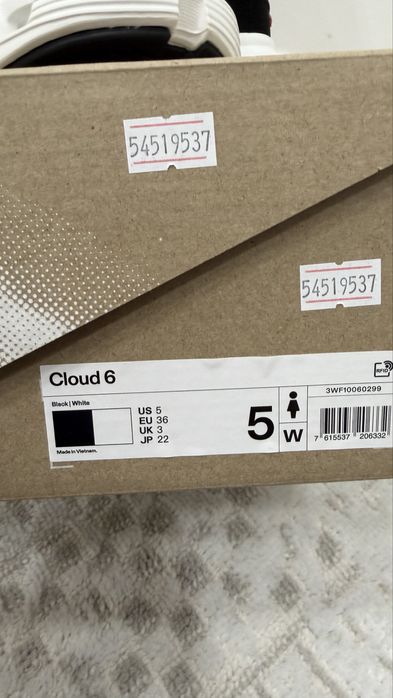 54519537
54519537
Cloud 6
RFID
Black | White
Made in Vietnam.
US 5
EU 36
UK 3
JP 22
5
W
3WF10060299
7 615537 206332